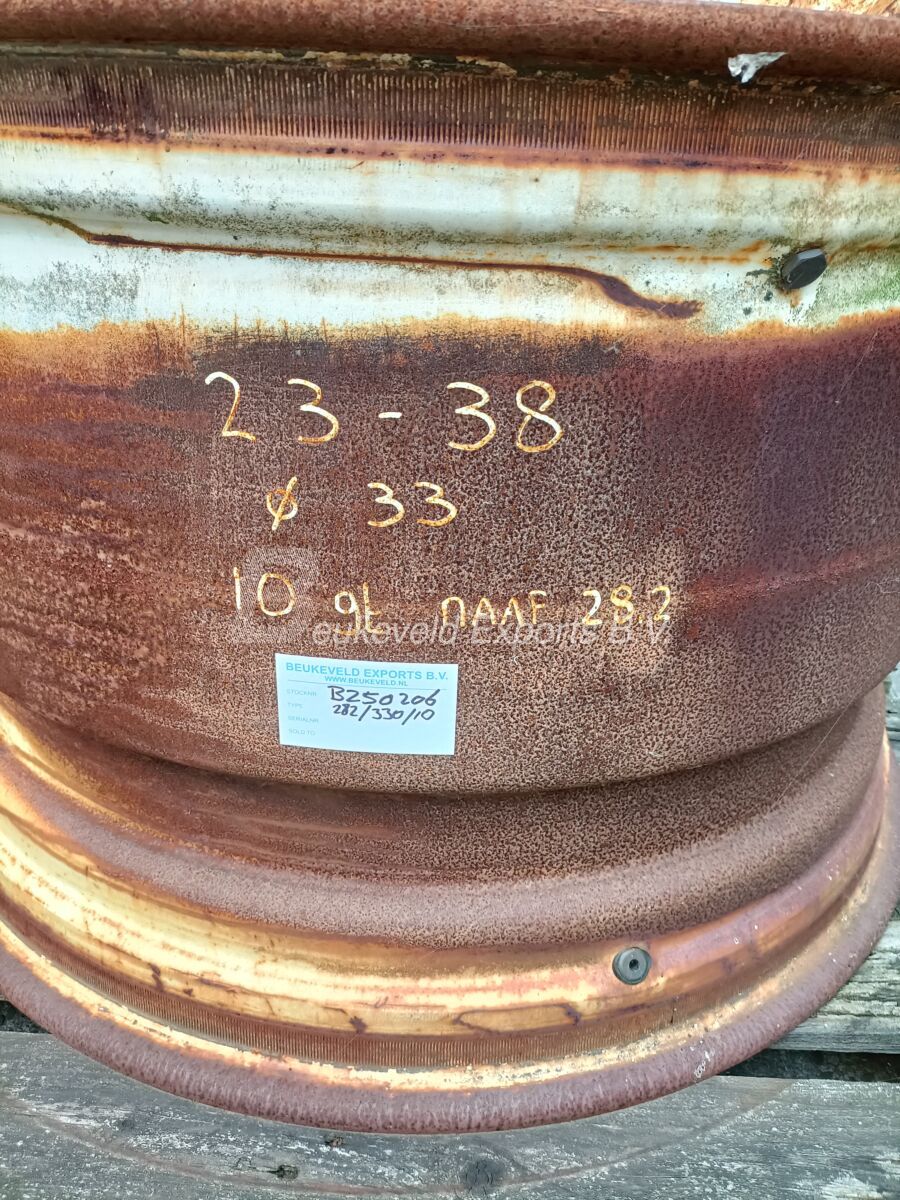 23-38
ø 33
10 gt NAAF 28.2
eukeveld Exports B.V.
BEUKEVELD EXPORTS B.V.
WWW.BEUKEVELD.NL
STOCKNR. B250206
TYPE 282/330/10
SERIALNR.
SOLD TO